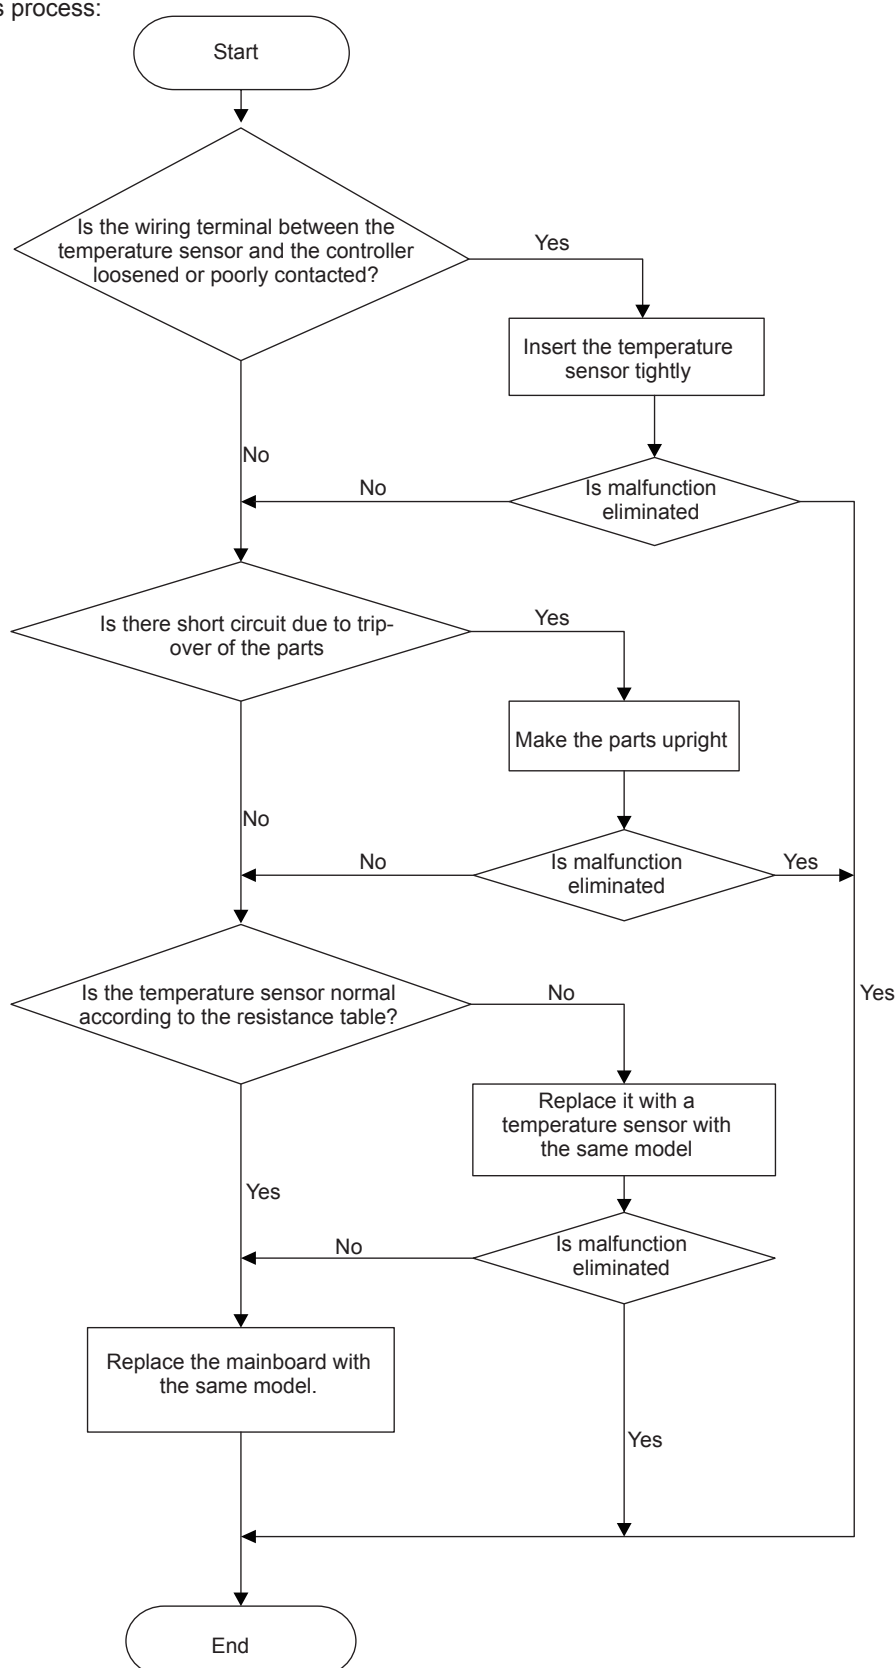 s process:
Start
Is the wiring terminal between the
temperature sensor and the controller
loosened or poorly contacted?
Yes
Insert the temperature
sensor tightly
No
No
Is malfunction
eliminated
Is there short circuit due to trip-
over of the parts
Yes
Make the parts upright
No
No
Is malfunction
eliminated
Yes
Is the temperature sensor normal
according to the resistance table?
No
Yes
Replace it with a
temperature sensor with
the same model
Yes
No
Is malfunction
eliminated
Replace the mainboard with
the same model.
Yes
End